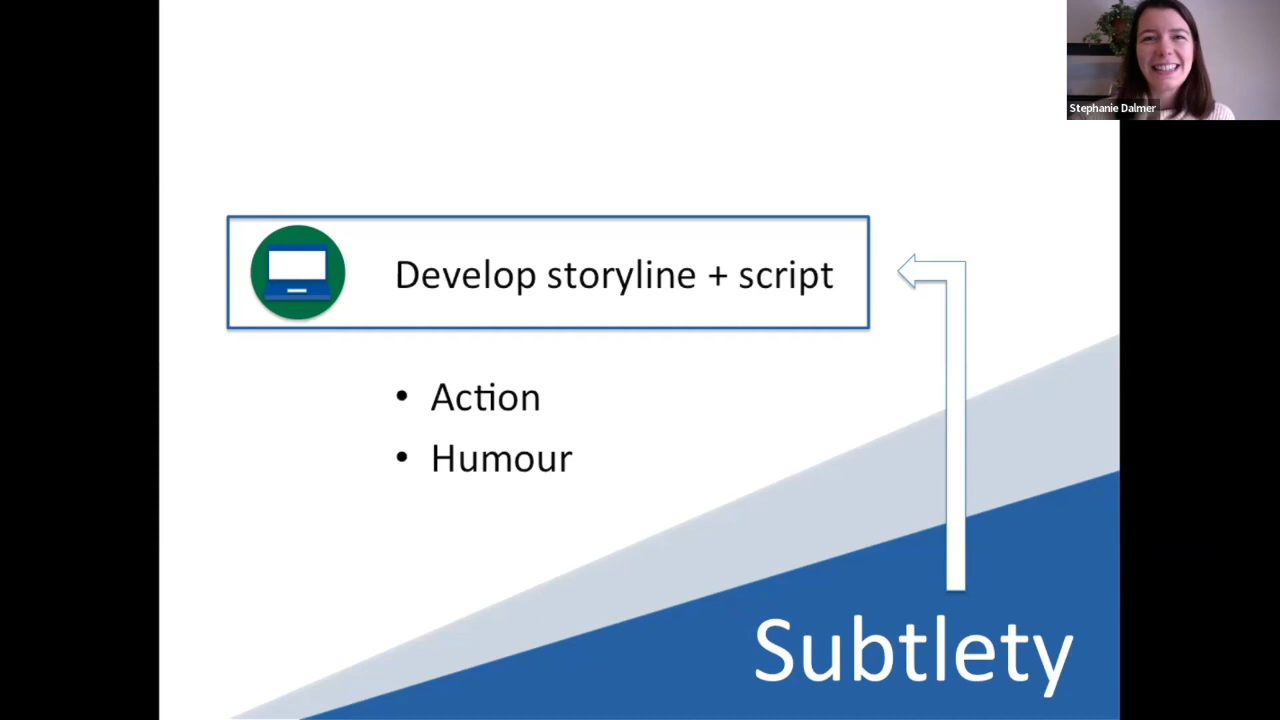 Stephanie Dalmer
Develop storyline + script
• Action
• Humour
Subtlety